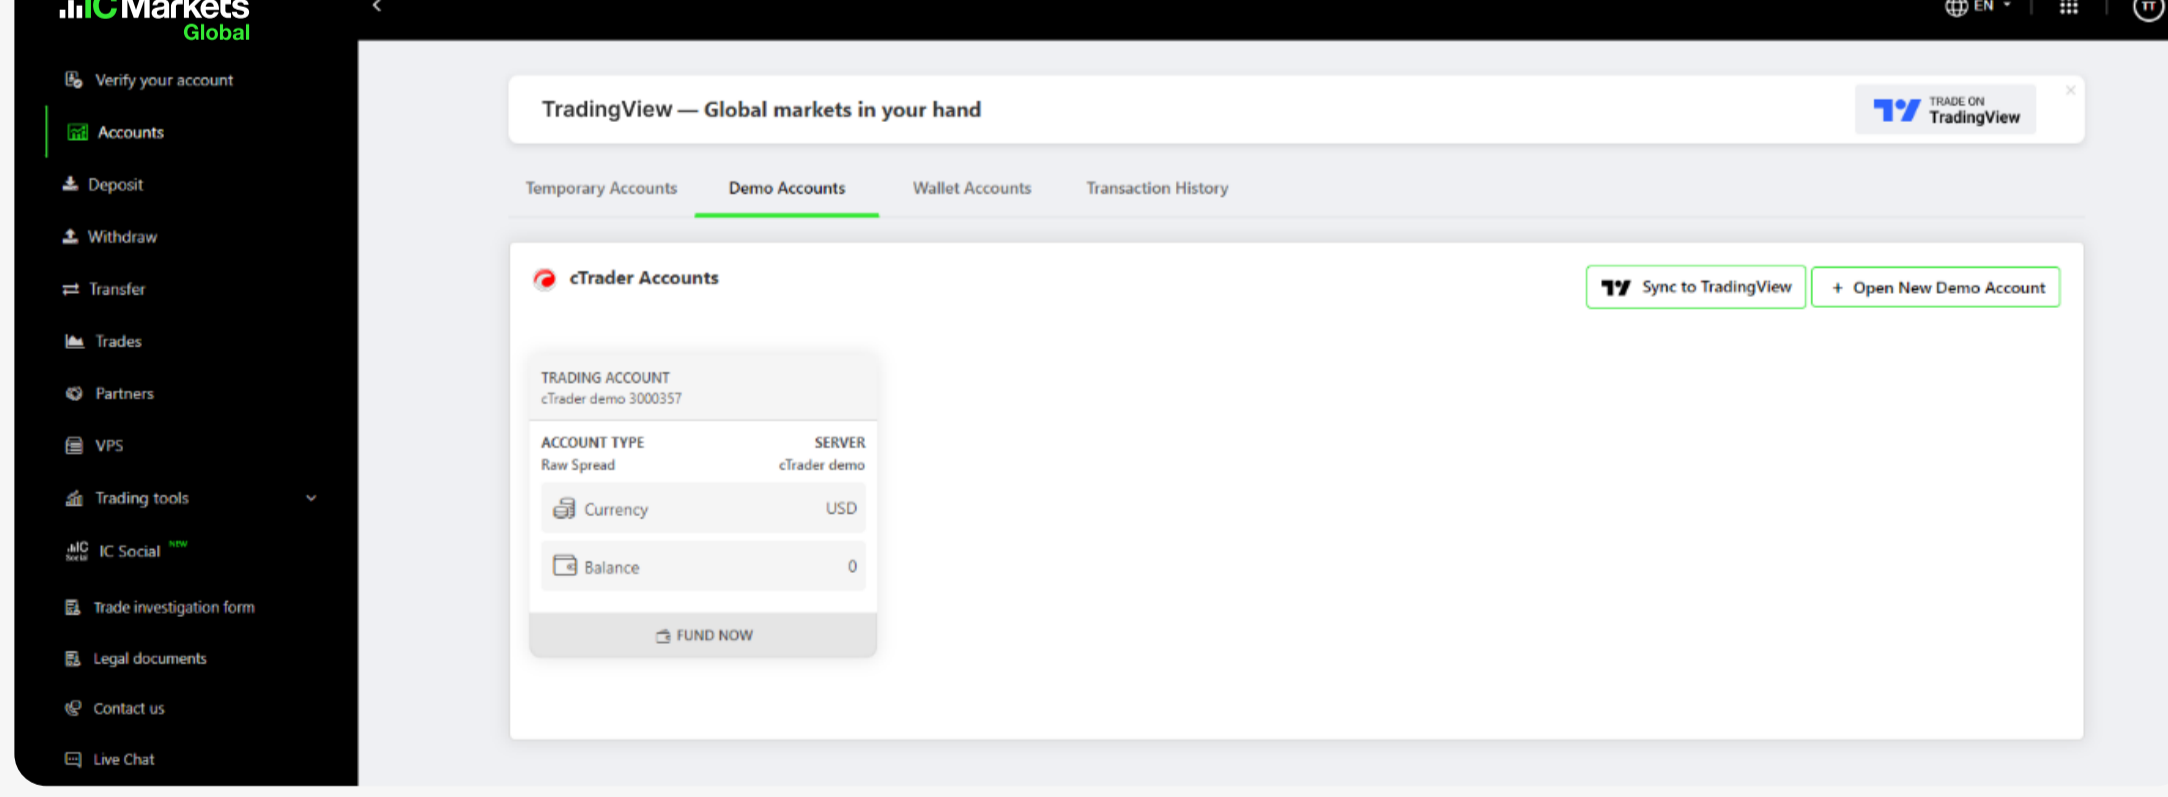 IC Markets
Global
EN
TT
Verify your account
Accounts
Deposit
Withdraw
Transfer
Trades
Partners
VPS
Trading tools
IC Social NEW
Trade investigation form
Legal documents
Contact us
Live Chat
TradingView — Global markets in your hand
TRADE ON
TradingView
Temporary Accounts
Demo Accounts
Wallet Accounts
Transaction History
cTrader Accounts
Sync to TradingView
+ Open New Demo Account
TRADING ACCOUNT
cTrader demo 3000357
ACCOUNT TYPE SERVER
Raw Spread cTrader demo
Currency USD
Balance 0
FUND NOW